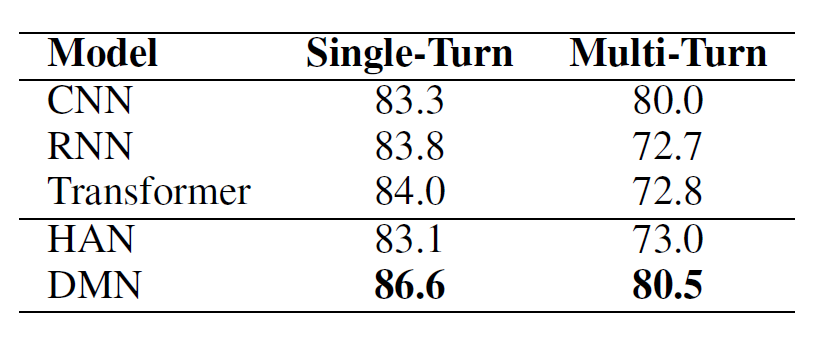 Model Single-Turn Multi-Turn
CNN 83.3 80.0
RNN 83.8 72.7
Transformer 84.0 72.8
HAN 83.1 73.0
DMN 86.6 80.5